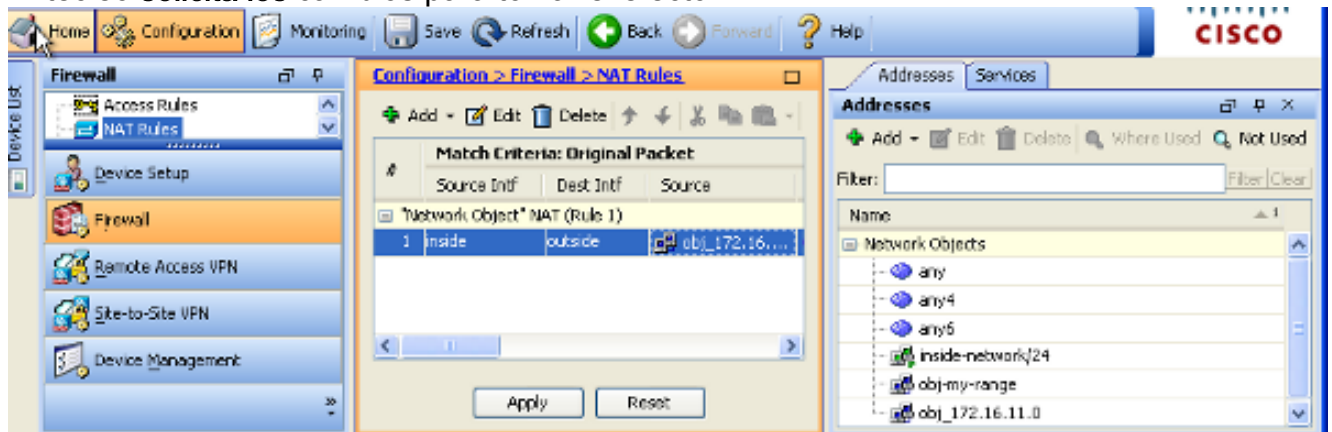 Home Configuration Monitoring Save Refresh Back Forward Help
CISCO
Device List
Firewall
Access Rules
NAT Rules
Device Setup
Firewall
Remote Access VPN
Site-to-Site VPN
Device Management
Configuration > Firewall > NAT Rules
Add Edit Delete
# Match Criteria: Original Packet
Source Intf Dest Intf Source
"Network Object" NAT (Rule 1)
1 inside outside obj_172.16....
Apply Reset
Addresses Services
Addresses
Add Edit Delete Where Used Not Used
Filter: Filter Clear
Name 1
Network Objects
any
any4
any6
inside-network/24
obj-my-range
obj_172.16.11.0